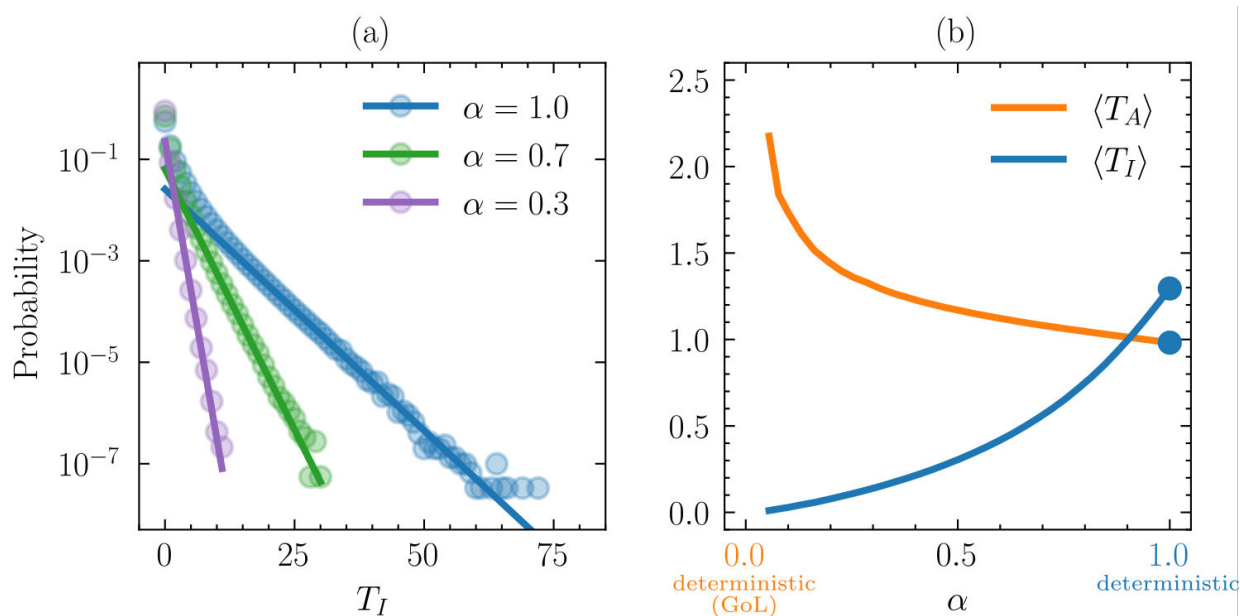 (a)
Probability
10⁻¹
10⁻³
10⁻⁵
10⁻⁷
α = 1.0
α = 0.7
α = 0.3
0 25 50 75
T_I
(b)
2.5
2.0
1.5
1.0
0.5
0.0
⟨T_A⟩
⟨T_I⟩
0.0 0.5 1.0
deterministic deterministic
(GoL)
α